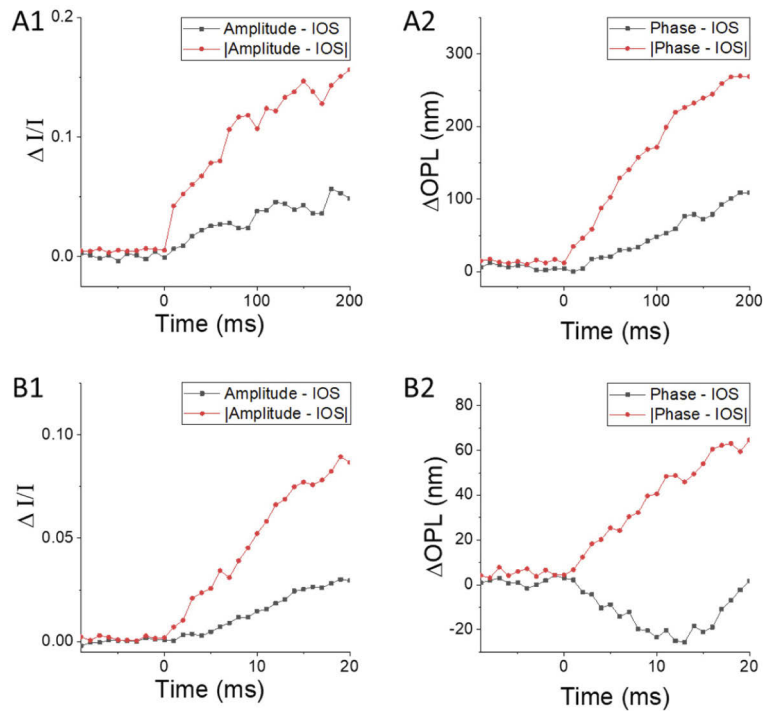 A1
0.2
0.1
0.0
Δ I/I
Amplitude - IOS
|Amplitude - IOS|
0
100
200
Time (ms)
A2
300
200
100
0
ΔOPL (nm)
Phase - IOS
|Phase - IOS|
0
100
200
Time (ms)
B1
0.10
0.05
0.00
Δ I/I
Amplitude - IOS
|Amplitude - IOS|
0
10
20
Time (ms)
B2
80
60
40
20
0
-20
ΔOPL (nm)
Phase - IOS
|Phase - IOS|
0
10
20
Time (ms)